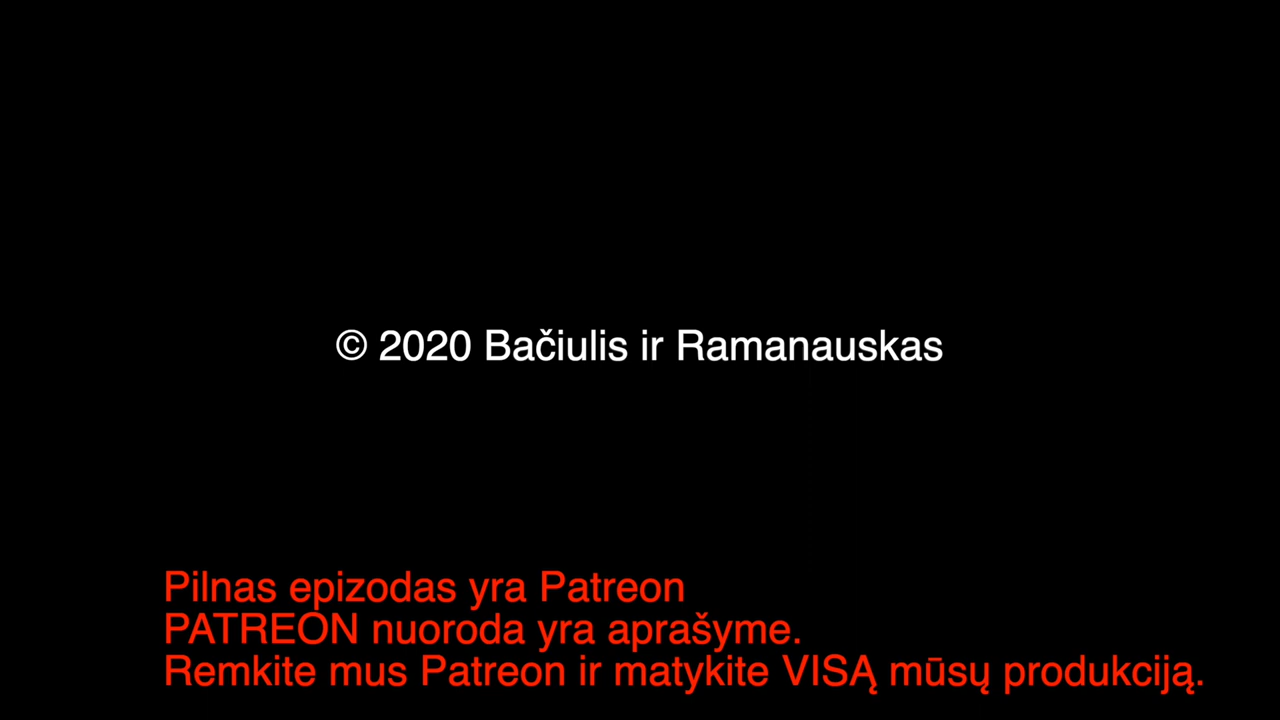 © 2020 Bačiulis ir Ramanauskas
Pilnas epizodas yra Patreon
PATREON nuoroda yra aprašyme.
Remkite mus Patreon ir matykite VISĄ mūsų produkciją.